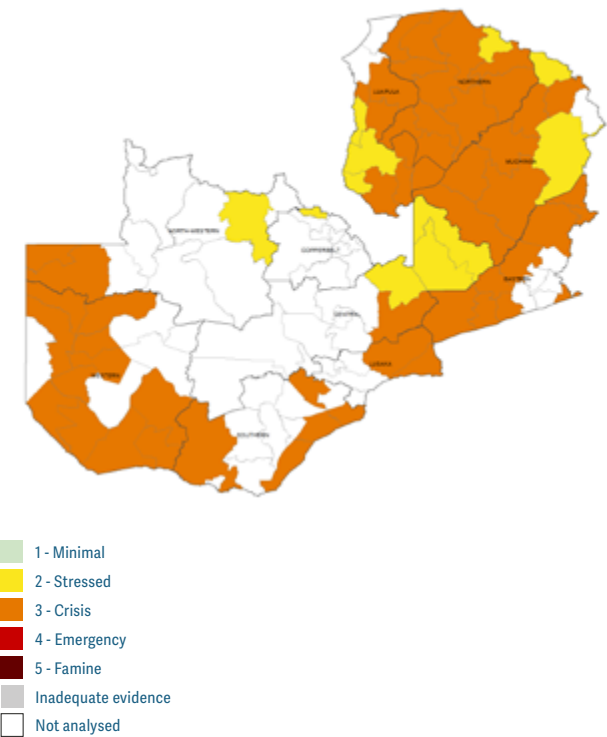 NORTHERN
LUAPULA
MUCHINGA
NORTH-WESTERN
COPPERBELT
EASTERN
CENTRAL
LUSAKA
WESTERN
SOUTHERN
1 - Minimal
2 - Stressed
3 - Crisis
4 - Emergency
5 - Famine
Inadequate evidence
Not analysed